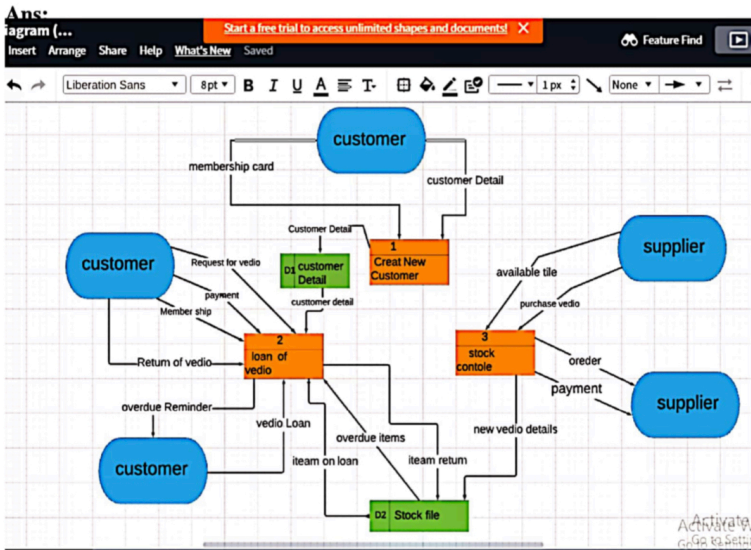 Ans:
iagram (...
Start a free trial to access unlimited shapes and documents!
Feature Find
Insert Arrange Share Help What's New Saved
Liberation Sans 8pt B I U A T 1 px None
customer
membership card
customer Detail
Customer Detail
1
Creat New
Customer
D1 customer
Detail
customer detail
customer
Request for vedio
payment
Member ship
Return of vedio
2
loan of
vedio
supplier
available tile
purchase vedio
3
stock
contole
oreder
payment
supplier
overdue Reminder
vedio Loan
overdue items
new vedio details
customer
iteam on loan
iteam return
D2 Stock file
Activate
Go to